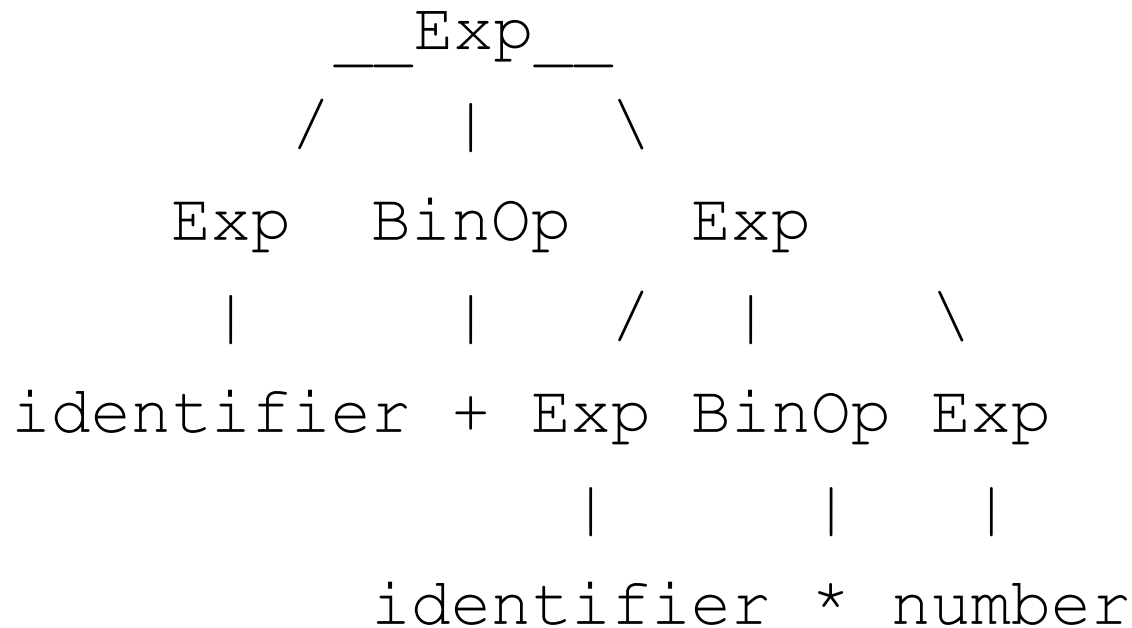 __Exp__
/ | \
Exp BinOp Exp
| | / | \
identifier + Exp BinOp Exp
| | |
identifier * number